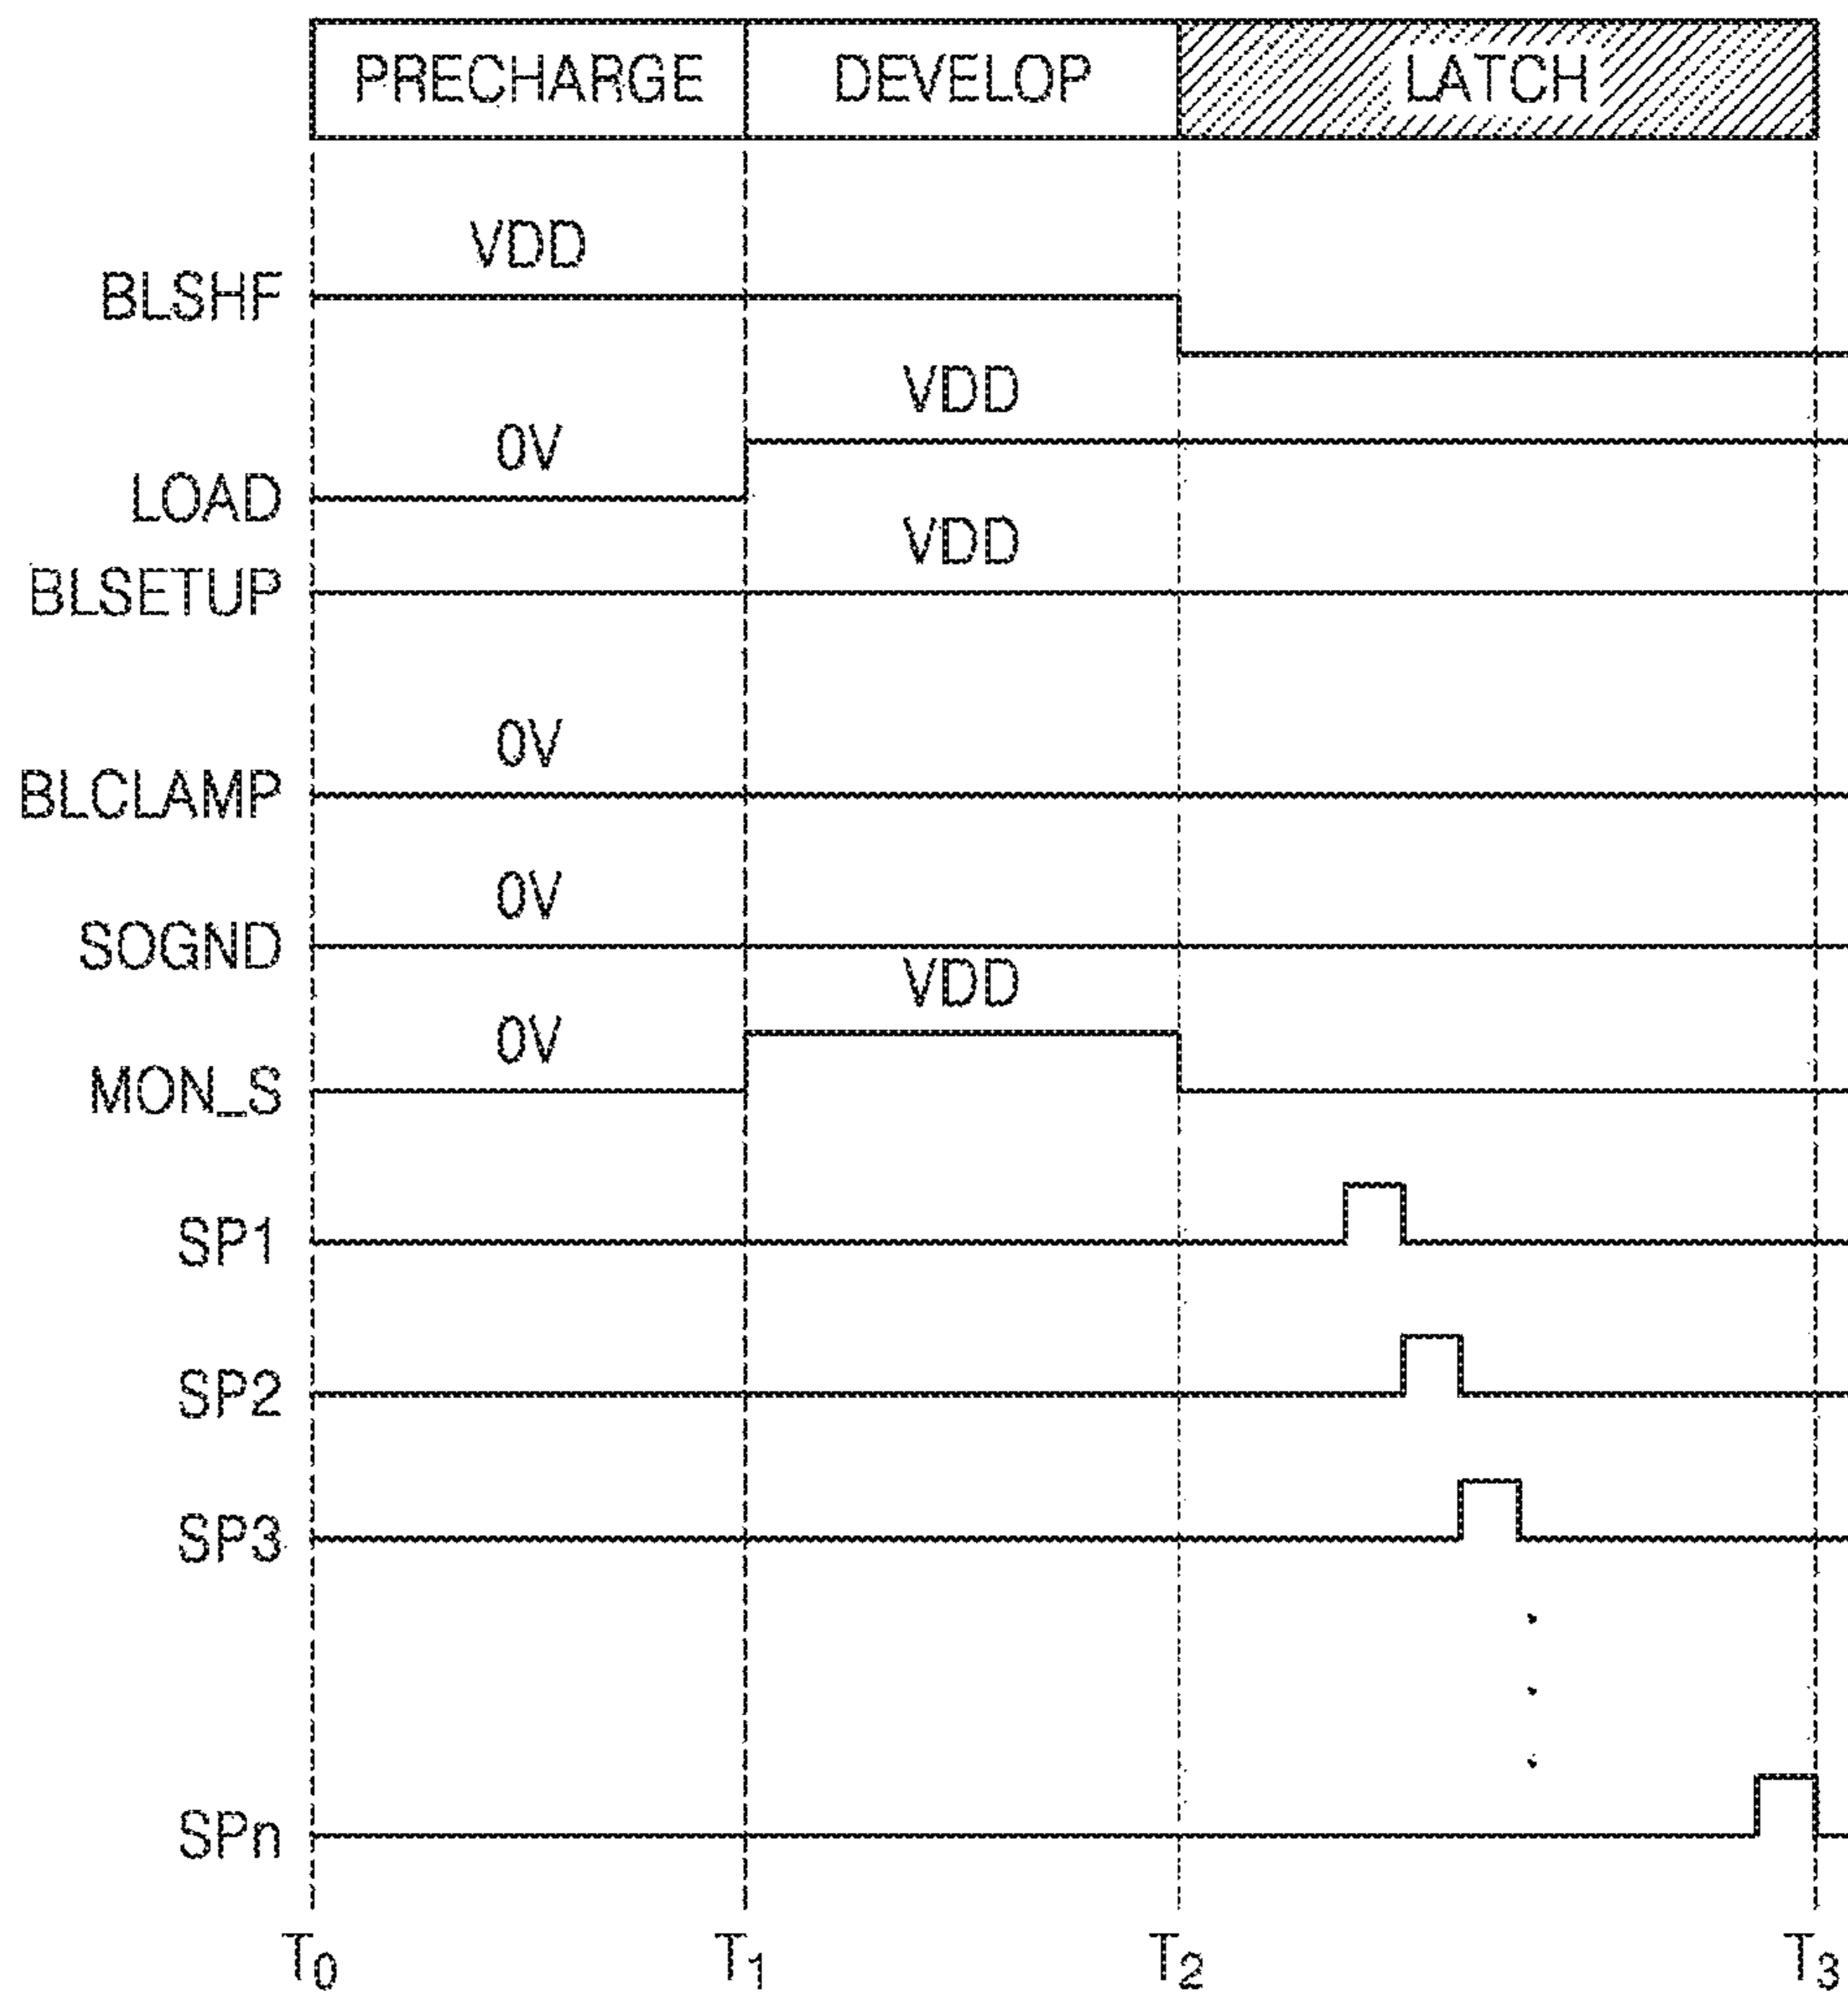 PRECHARGE DEVELOP LATCH
VDD
BLSHF
VDD
0V
LOAD
VDD
BLSETUP
0V
BLCLAMP
0V
SOGND
VDD
0V
MON_S
SP1
SP2
SP3
SPn
T0 T1 T2 T3